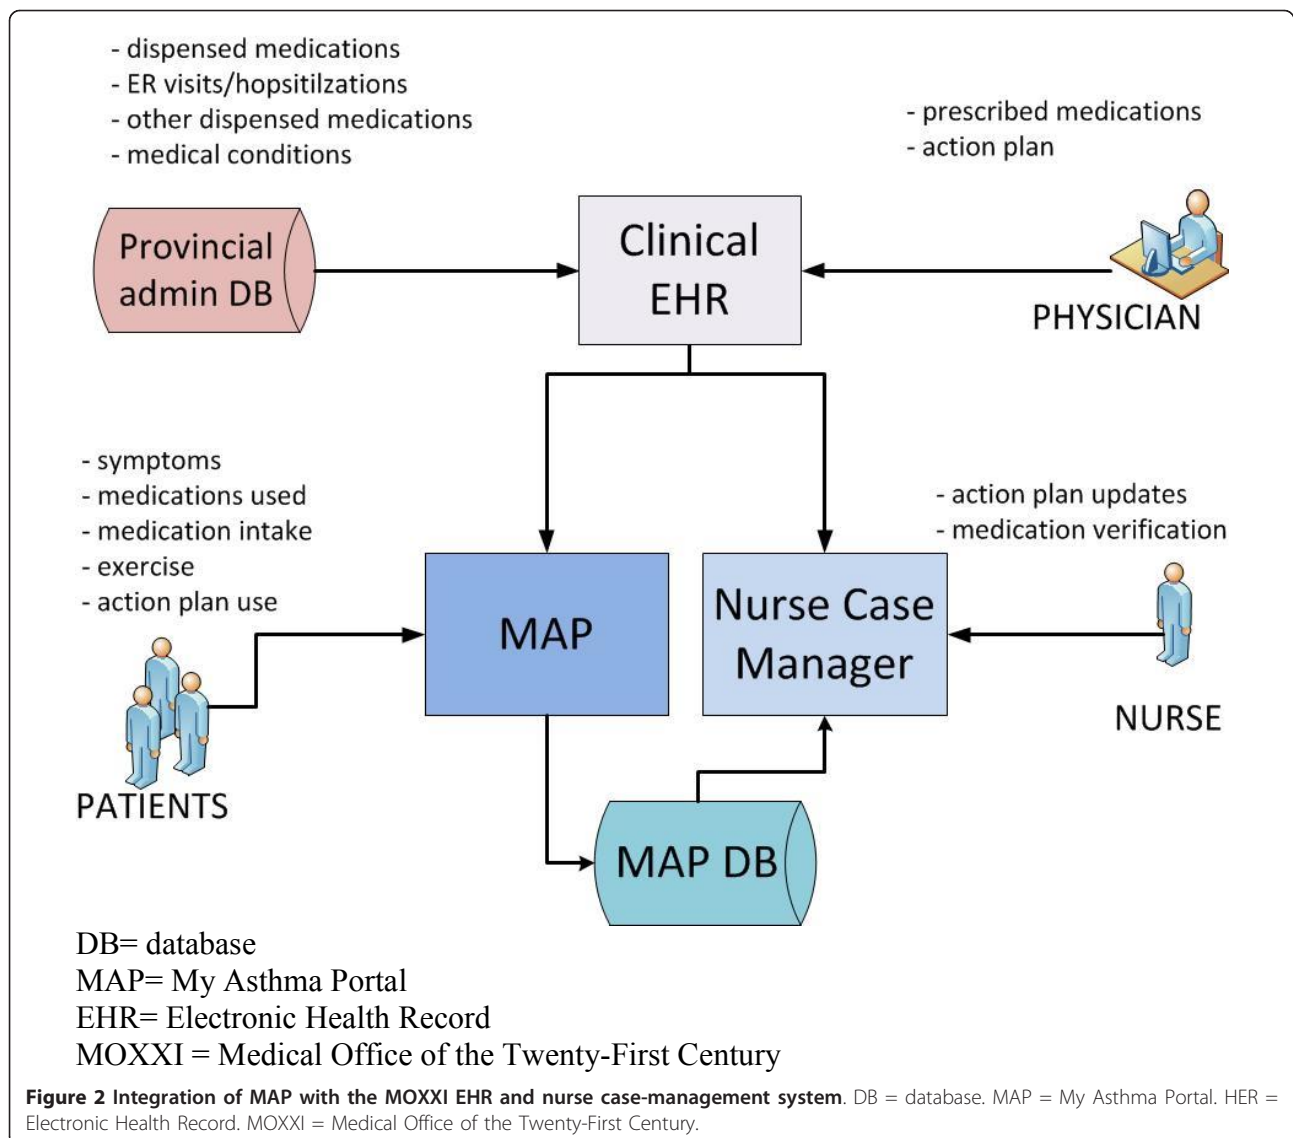 - dispensed medications
- ER visits/hopsitilzations
- other dispensed medications
- medical conditions
- prescribed medications
- action plan
Provincial
admin DB
Clinical
EHR
PHYSICIAN
- symptoms
- medications used
- medication intake
- exercise
- action plan use
- action plan updates
- medication verification
MAP
Nurse Case
Manager
PATIENTS
NURSE
MAP DB
DB= database
MAP= My Asthma Portal
EHR= Electronic Health Record
MOXXI = Medical Office of the Twenty-First Century
Figure 2 Integration of MAP with the MOXXI EHR and nurse case-management system. DB = database. MAP = My Asthma Portal. HER =
Electronic Health Record. MOXXI = Medical Office of the Twenty-First Century.